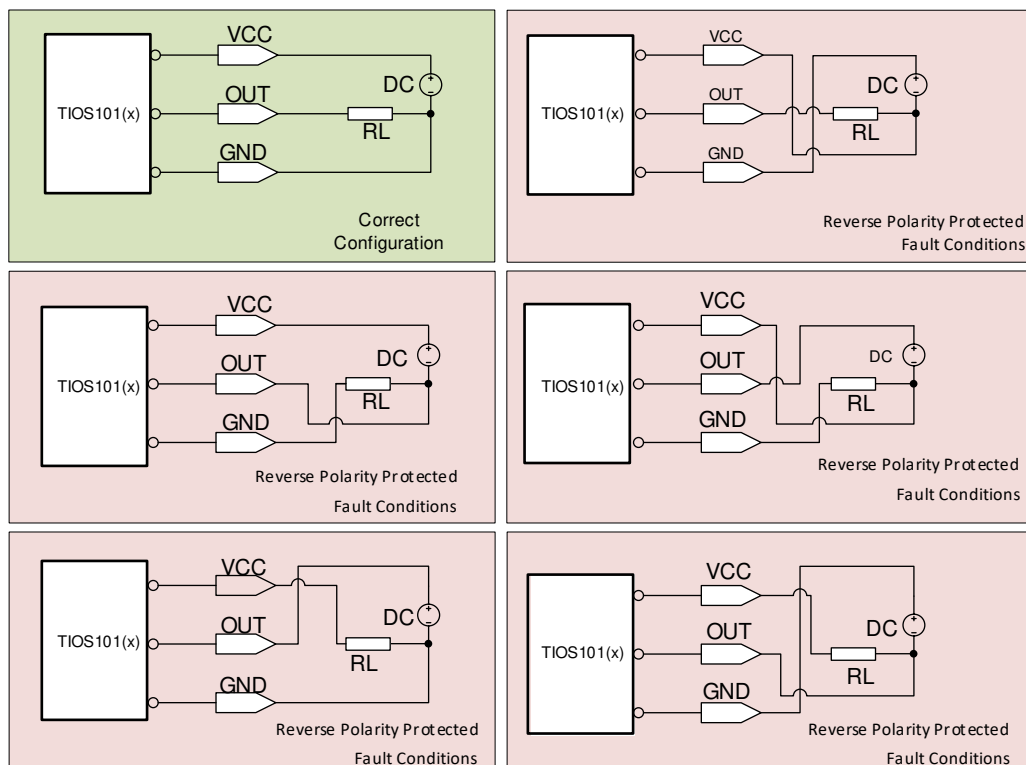 VCC
DC
OUT
TIOS101(x)
RL
GND
Correct
Configuration
VCC
DC
OUT
TIOS101(x)
RL
GND
Reverse Polarity Protected
Fault Conditions
VCC
DC
OUT
TIOS101(x)
RL
GND
Reverse Polarity Protected
Fault Conditions
VCC
DC
OUT
TIOS101(x)
RL
GND
Reverse Polarity Protected
Fault Conditions
VCC
DC
OUT
TIOS101(x)
RL
GND
Reverse Polarity Protected
Fault Conditions
VCC
DC
OUT
TIOS101(x)
RL
GND
Reverse Polarity Protected
Fault Conditions